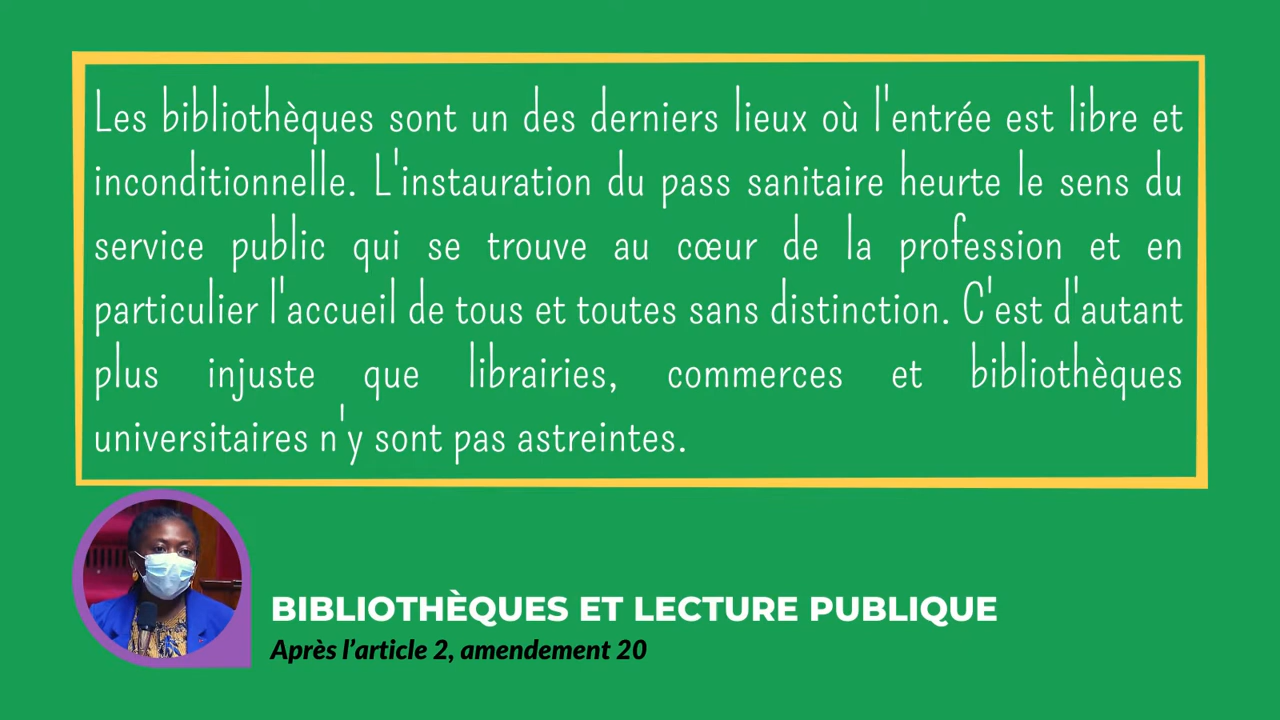 Les bibliothèques sont un des derniers lieux où l'entrée est libre et
inconditionnelle. L'instauration du pass sanitaire heurte le sens du
service public qui se trouve au cœur de la profession et en
particulier l'accueil de tous et toutes sans distinction. C'est d'autant
plus injuste que librairies, commerces et bibliothèques
universitaires n'y sont pas astreintes.
BIBLIOTHÈQUES ET LECTURE PUBLIQUE
Après l’article 2, amendement 20